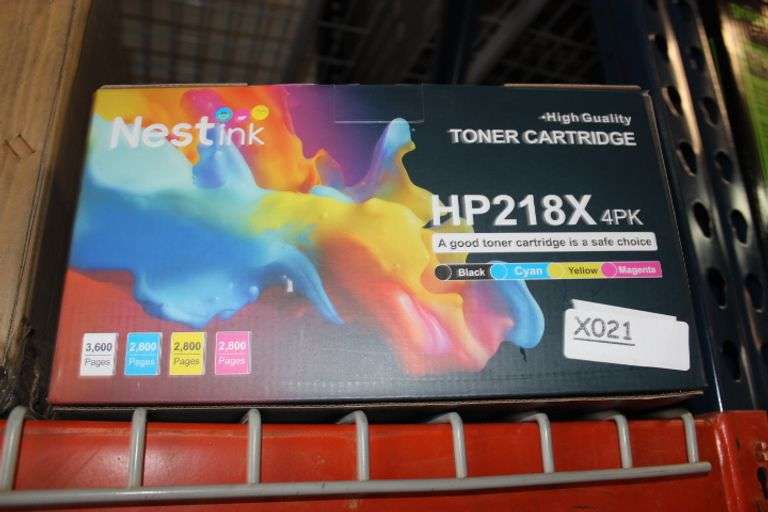 Nestink
High Guality
TONER CARTRIDGE
HP218X 4PK
A good toner cartridge is a safe choice
Black Cyan Yellow Magenta
X021
3,600 2,800 2,800 2,800
Pages Pages Pages Pages